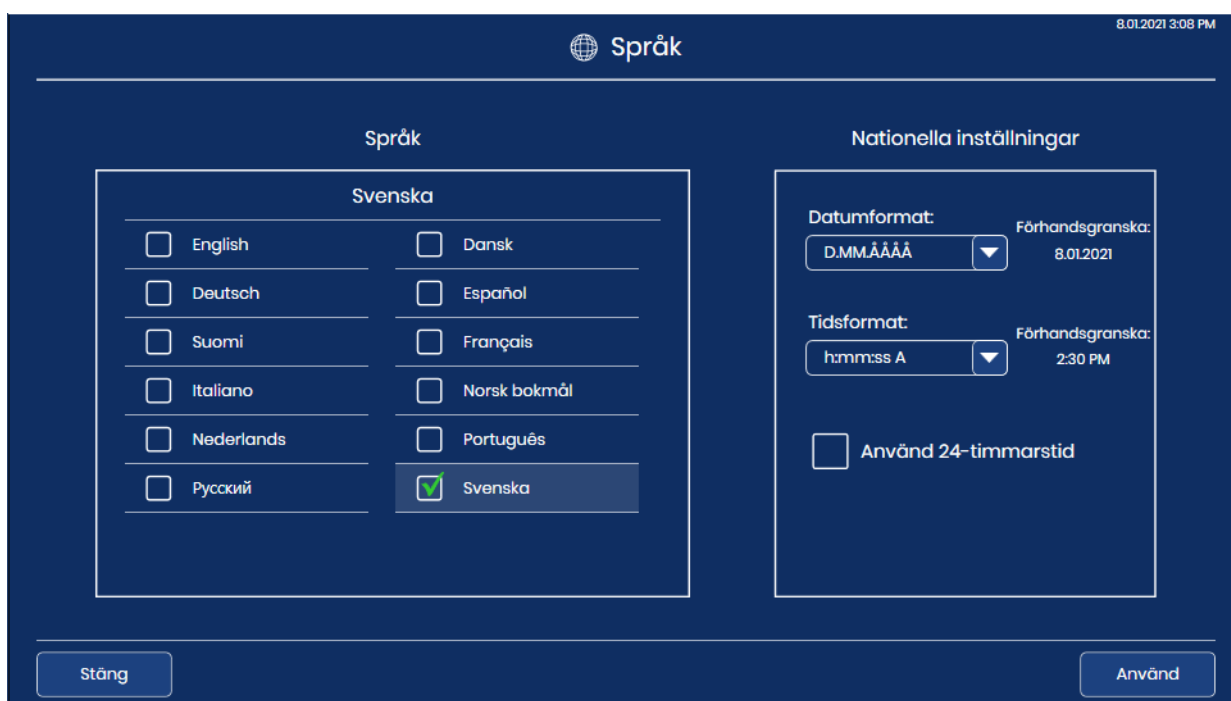 8.01.2021 3:08 PM
Språk
Språk
Svenska
English
Dansk
Deutsch
Español
Suomi
Français
Italiano
Norsk bokmål
Nederlands
Português
Русский
Svenska
Nationella inställningar
Datumformat:
Förhandsgranska:
D.MM.ÅÅÅÅ
8.01.2021
Tidsformat:
Förhandsgranska:
h:mm:ss A
2:30 PM
Använd 24-timmarstid
Stäng
Använd